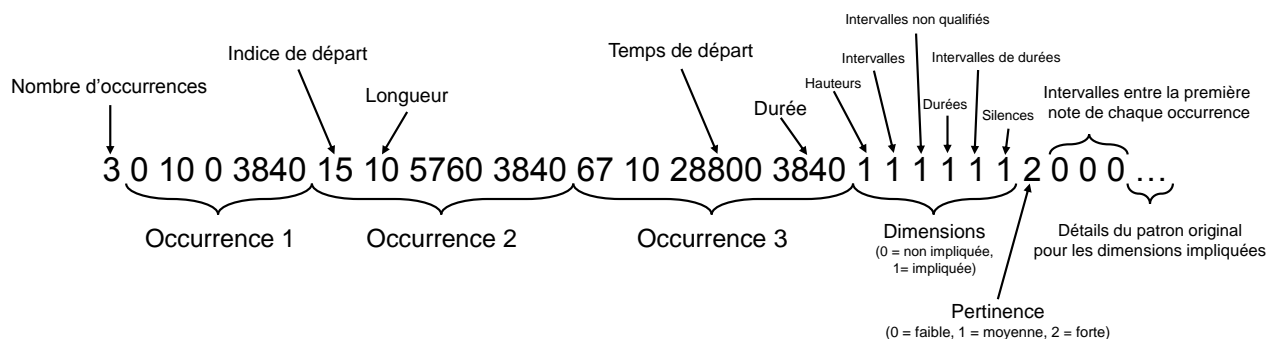 Intervalles non qualifiés
Indice de départ
Temps de départ
Intervalles
Intervalles de durées
Nombre d'occurrences
Longueur
Durée
Hauteurs
Durées
Silences
Intervalles entre la première
note de chaque occurrence
3 0 10 0 3840 15 10 5760 3840 67 10 28800 3840 1 1 1 1 1 1 2 0 0 0 ...
Occurrence 1
Occurrence 2
Occurrence 3
Dimensions
(0 = non impliquée,
1= impliquée)
Détails du patron original
pour les dimensions impliquées
Pertinence
(0 = faible, 1 = moyenne, 2 = forte)